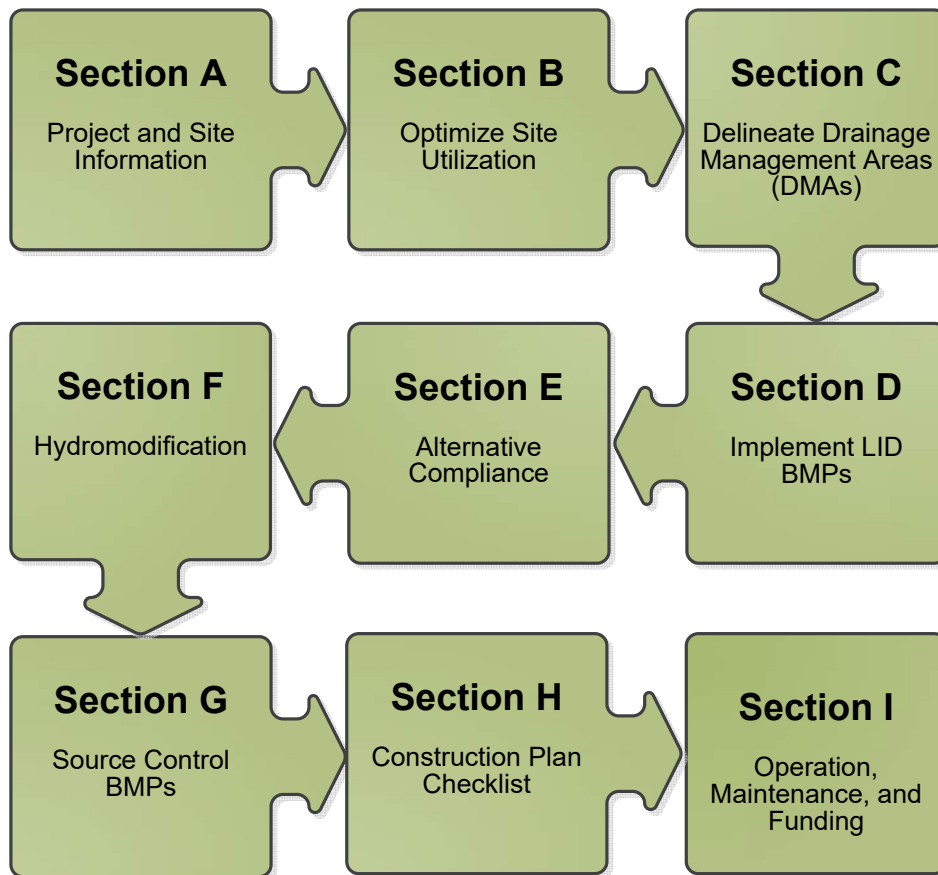 Section A
Project and Site
Information
Section B
Optimize Site
Utilization
Section C
Delineate Drainage
Management Areas
(DMAs)
Section D
Implement LID
BMPs
Section E
Alternative
Compliance
Section F
Hydromodification
Section G
Source Control
BMPs
Section H
Construction Plan
Checklist
Section I
Operation,
Maintenance, and
Funding